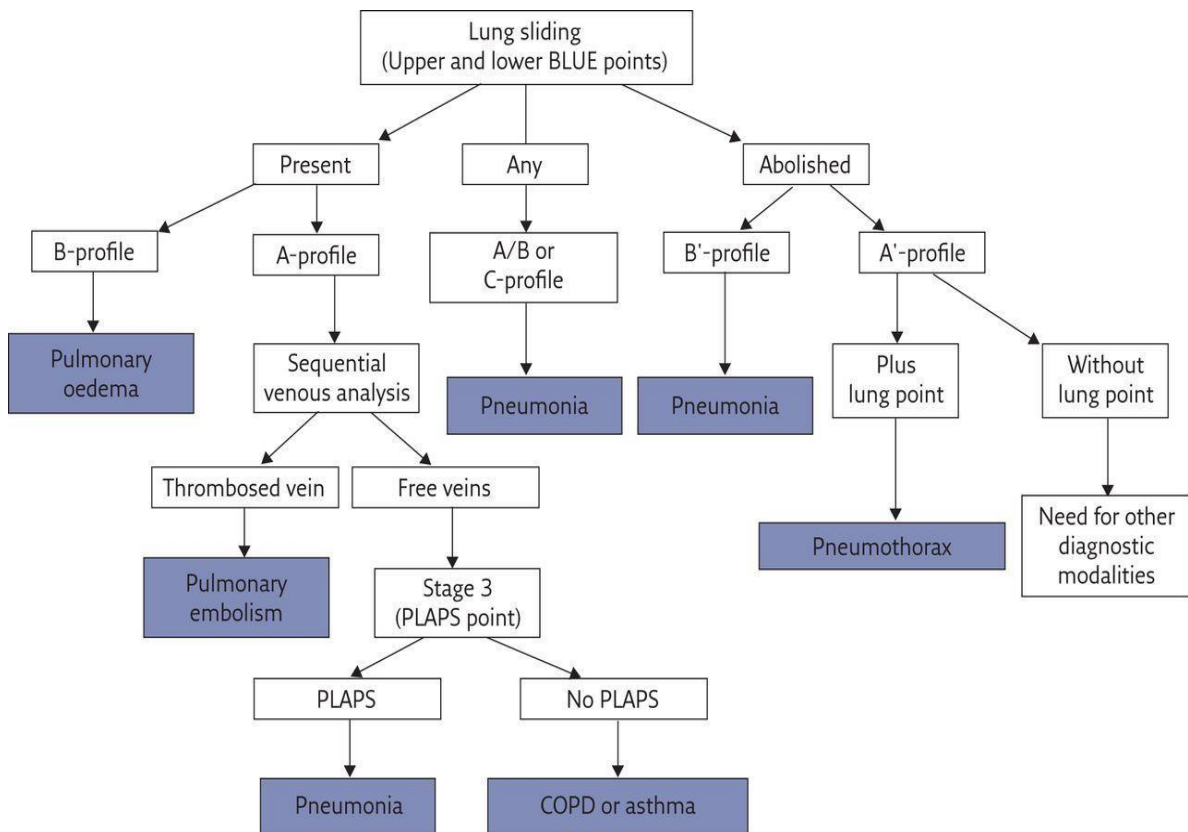 Lung sliding
(Upper and lower BLUE points)
Present
Any
Abolished
B-profile
A-profile
A/B or
C-profile
B'-profile
A'-profile
Pulmonary
oedema
Sequential
venous analysis
Pneumonia
Pneumonia
Plus
lung point
Without
lung point
Thrombosed vein
Free veins
Pneumothorax
Need for other
diagnostic
modalities
Pulmonary
embolism
Stage 3
(PLAPS point)
PLAPS
No PLAPS
Pneumonia
COPD or asthma